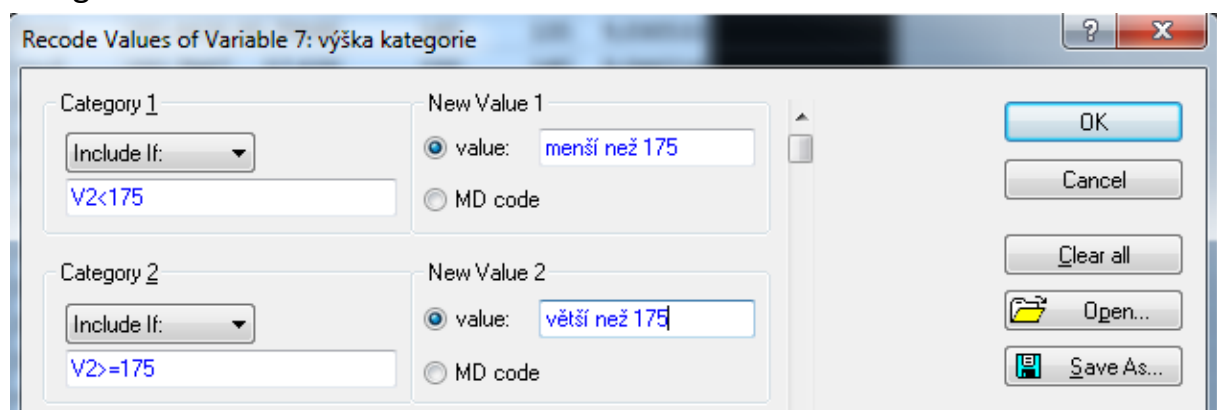 Recode Values of Variable 7: výška kategorie
Category 1
New Value 1
Include If:
value:
menší než 175
V2<175
MD code
Category 2
New Value 2
Include If:
value:
větší než 175
V2>=175
MD code
OK
Cancel
Clear all
Open...
Save As...